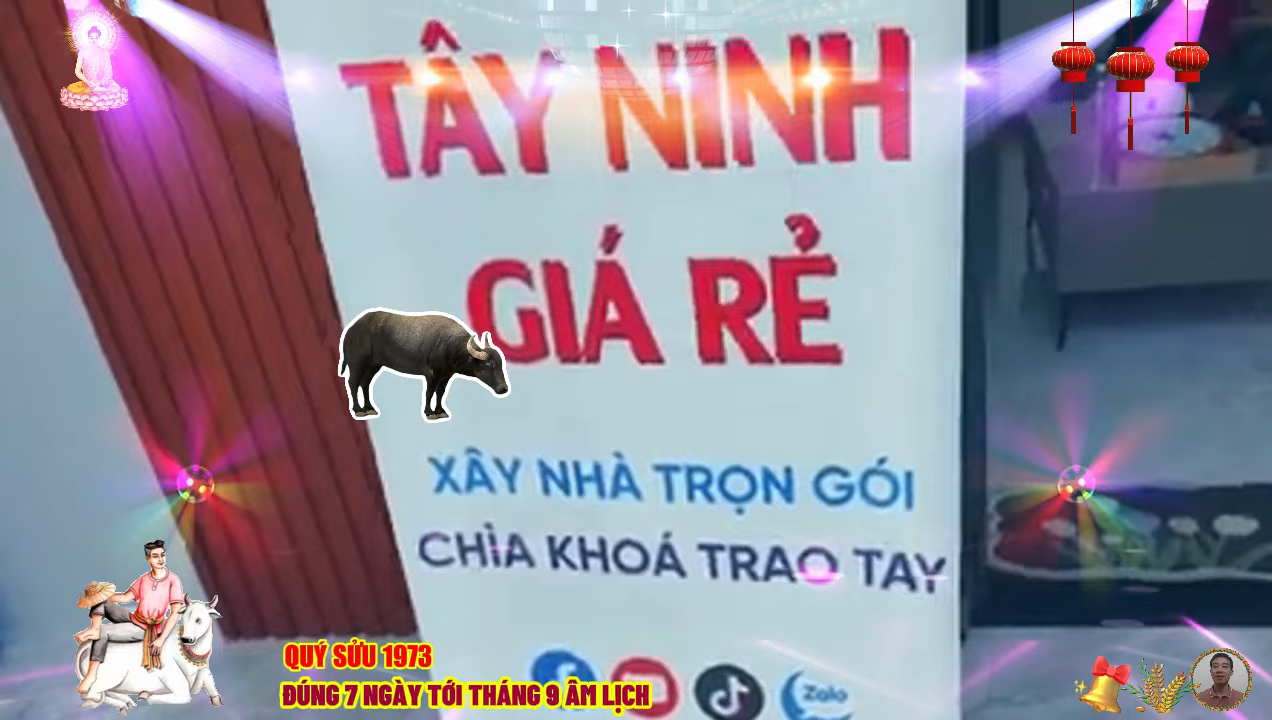 TÂY NINH
GIÁ RẺ
XÂY NHÀ TRỌN GÓI
CHÌA KHOÁ TRAO TAY
Zalo
QUÝ SỬU 1973
ĐÚNG 7 NGÀY TỚI THÁNG 9 ÂM LỊCH